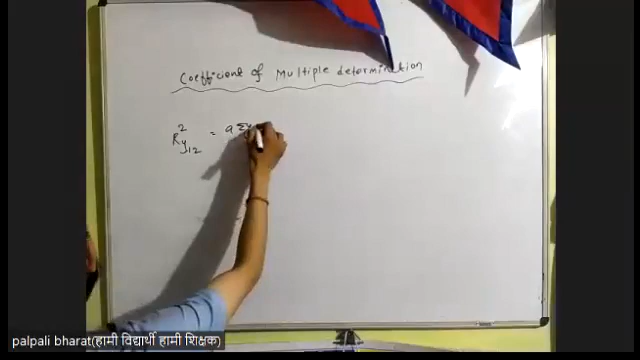 Coefficient of Multiple determination
R²y.12 = a Σy
palpali bharat(हामी विद्यार्थी हामी शिक्षक)